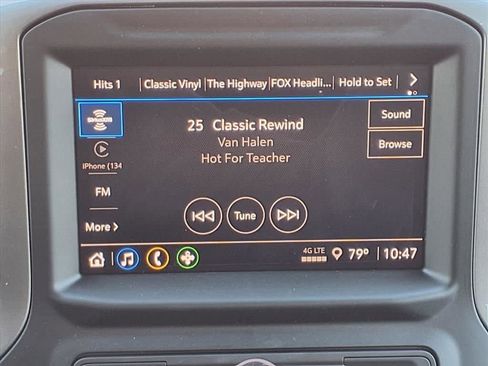 Hits 1 Classic Vinyl The Highway FOX Headli... Hold to Set
SiriusXM
25 Classic Rewind
Van Halen
Hot For Teacher
Sound
Browse
iPhone (134
FM
More
Tune
4G LTE
79°
10:47